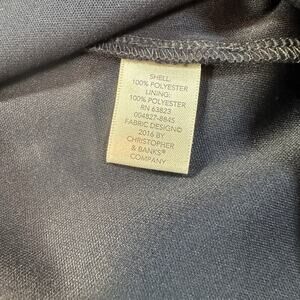 SHELL:
100% POLYESTER
LINING:
100% POLYESTER
RN 63823
004827-8845
FABRIC DESIGN©
2016 BY
CHRISTOPHER
& BANKS®
COMPANY